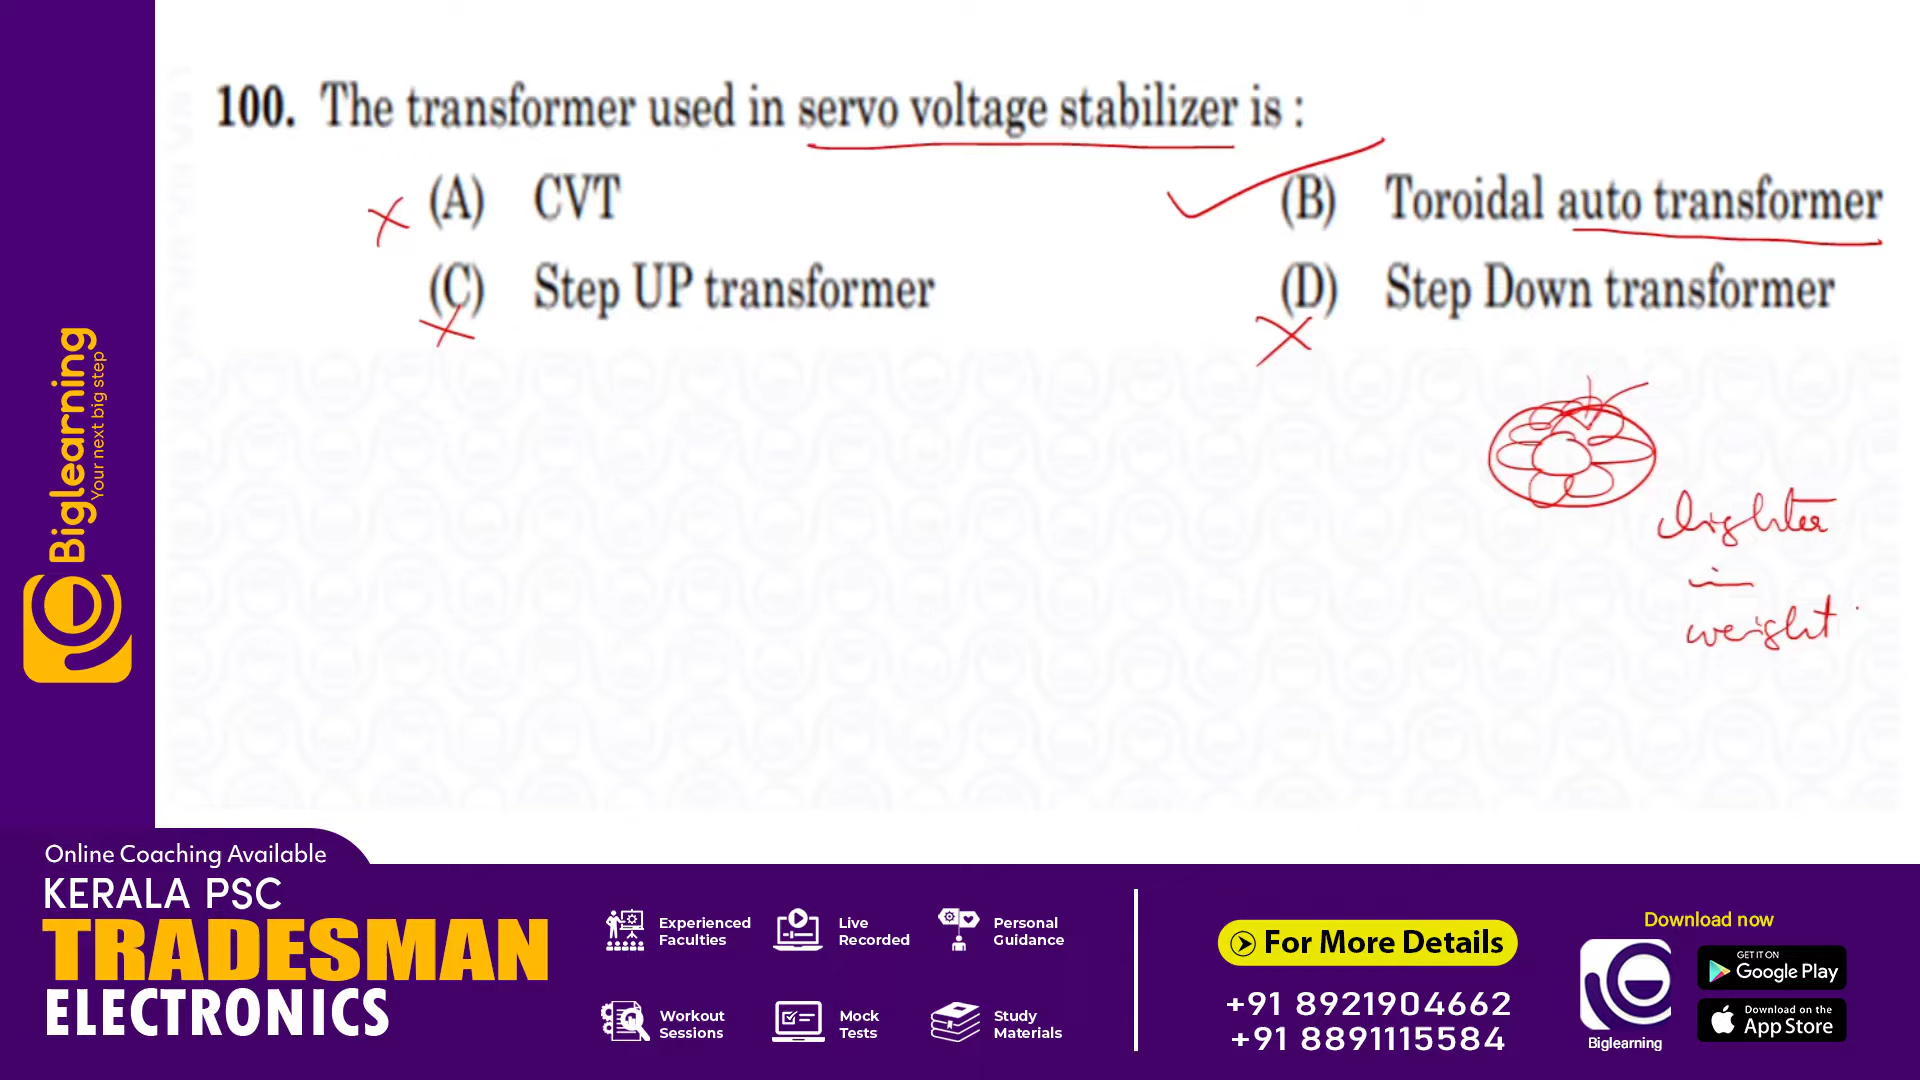 100. The transformer used in servo voltage stabilizer is :
(A) CVT
(B) Toroidal auto transformer
(C) Step UP transformer
(D) Step Down transformer
lighter
in
weight
Biglearning
Your next big step
Online Coaching Available
KERALA PSC
TRADESMAN
ELECTRONICS
Experienced
Faculties
Live
Recorded
Personal
Guidance
Workout
Sessions
Mock
Tests
Study
Materials
For More Details
+91 8921904662
+91 8891115584
Download now
Biglearning
GET IT ON
Google Play
Download on the
App Store